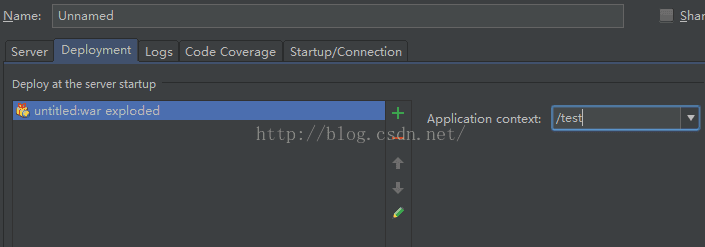 Name: Unnamed Shar
Server Deployment Logs Code Coverage Startup/Connection
Deploy at the server startup
untitled:war exploded
Application context: /test
http://blog.csdn.net/